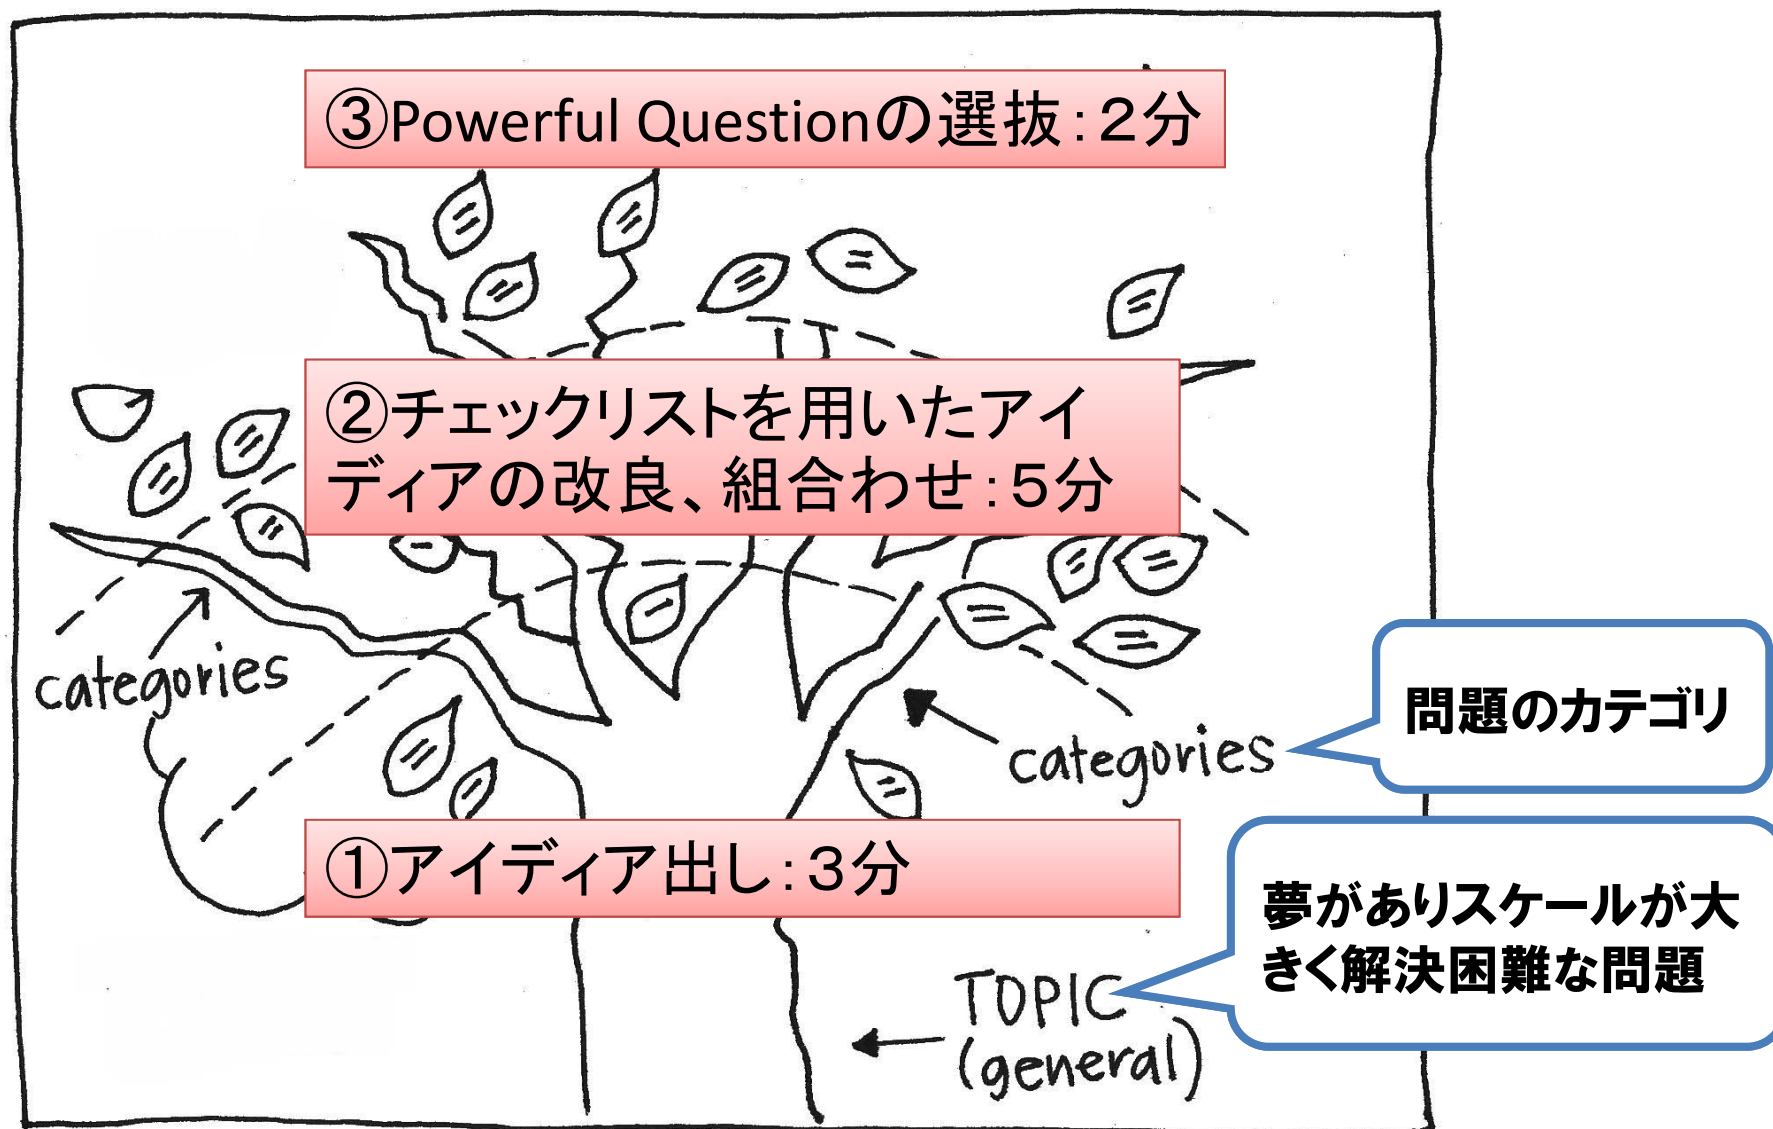 ③Powerful Questionの選抜：２分
②チェックリストを用いたアイ
ディアの改良、組合わせ：５分
categories
categories
問題のカテゴリ
①アイディア出し：３分
夢がありスケールが大
きく解決困難な問題
TOPIC
(general)